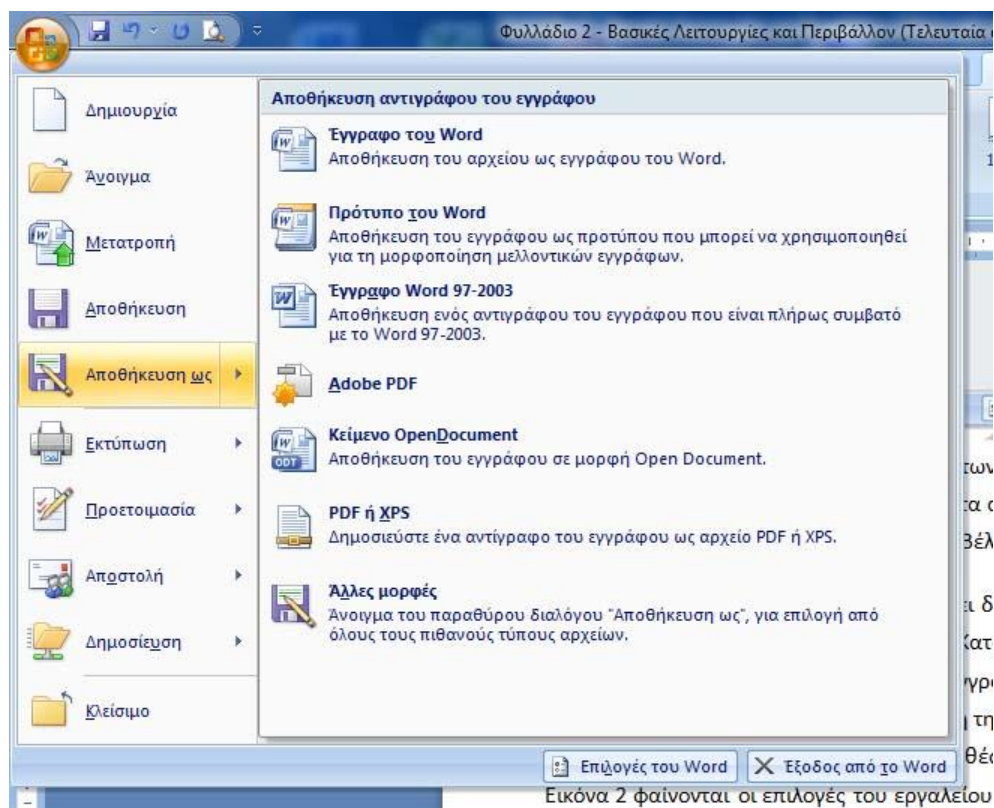 Φυλλάδιο 2 - Βασικές Λειτουργίες και Περιβάλλον (Τελευταία
Δημιουργία
Άνοιγμα
Μετατροπή
Αποθήκευση
Αποθήκευση ως
Εκτύπωση
Προετοιμασία
Αποστολή
Δημοσίευση
Κλείσιμο
Αποθήκευση αντιγράφου του εγγράφου
Έγγραφο του Word
Αποθήκευση του αρχείου ως εγγράφου του Word.
Πρότυπο του Word
Αποθήκευση του εγγράφου ως προτύπου που μπορεί να χρησιμοποιηθεί
για τη μορφοποίηση μελλοντικών εγγράφων.
Έγγραφο Word 97-2003
Αποθήκευση ενός αντιγράφου του εγγράφου που είναι πλήρως συμβατό
με το Word 97-2003.
Adobe PDF
Κείμενο OpenDocument
Αποθήκευση του εγγράφου σε μορφή Open Document.
PDF ή XPS
Δημοσιεύστε ένα αντίγραφο του εγγράφου ως αρχείο PDF ή XPS.
Άλλες μορφές
Άνοιγμα του παραθύρου διαλόγου "Αποθήκευση ως", για επιλογή από
όλους τους πιθανούς τύπους αρχείων.
Επιλογές του Word
Έξοδος από το Word
Εικόνα 2 φαίνονται οι επιλογές του εργαλείου